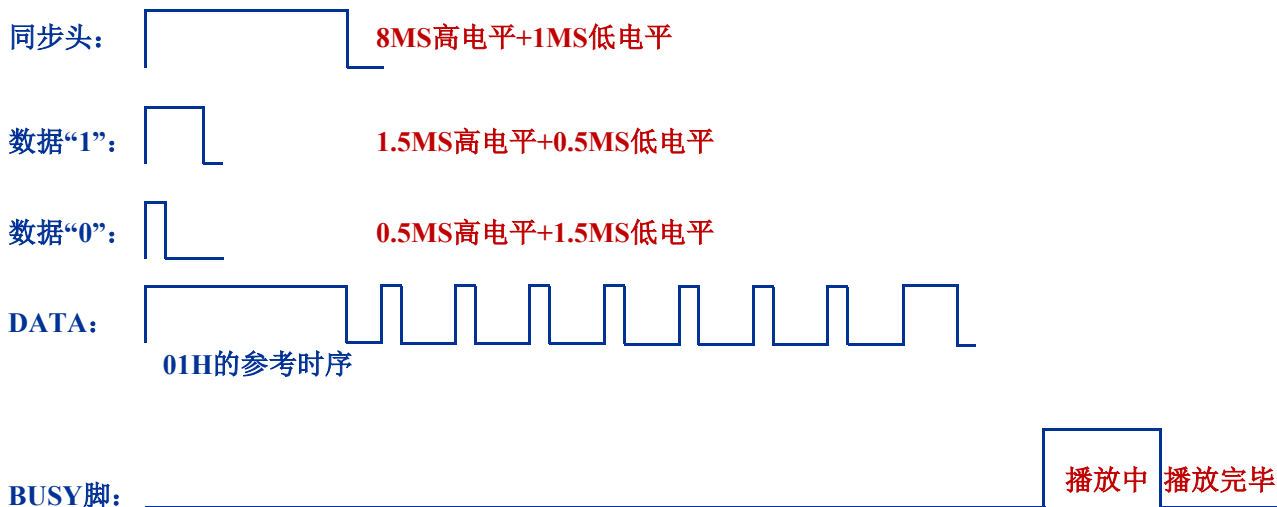 同步头： 8MS高电平+1MS低电平
数据“1”： 1.5MS高电平+0.5MS低电平
数据“0”： 0.5MS高电平+1.5MS低电平
DATA：
01H的参考时序
BUSY脚： 播放中 播放完毕